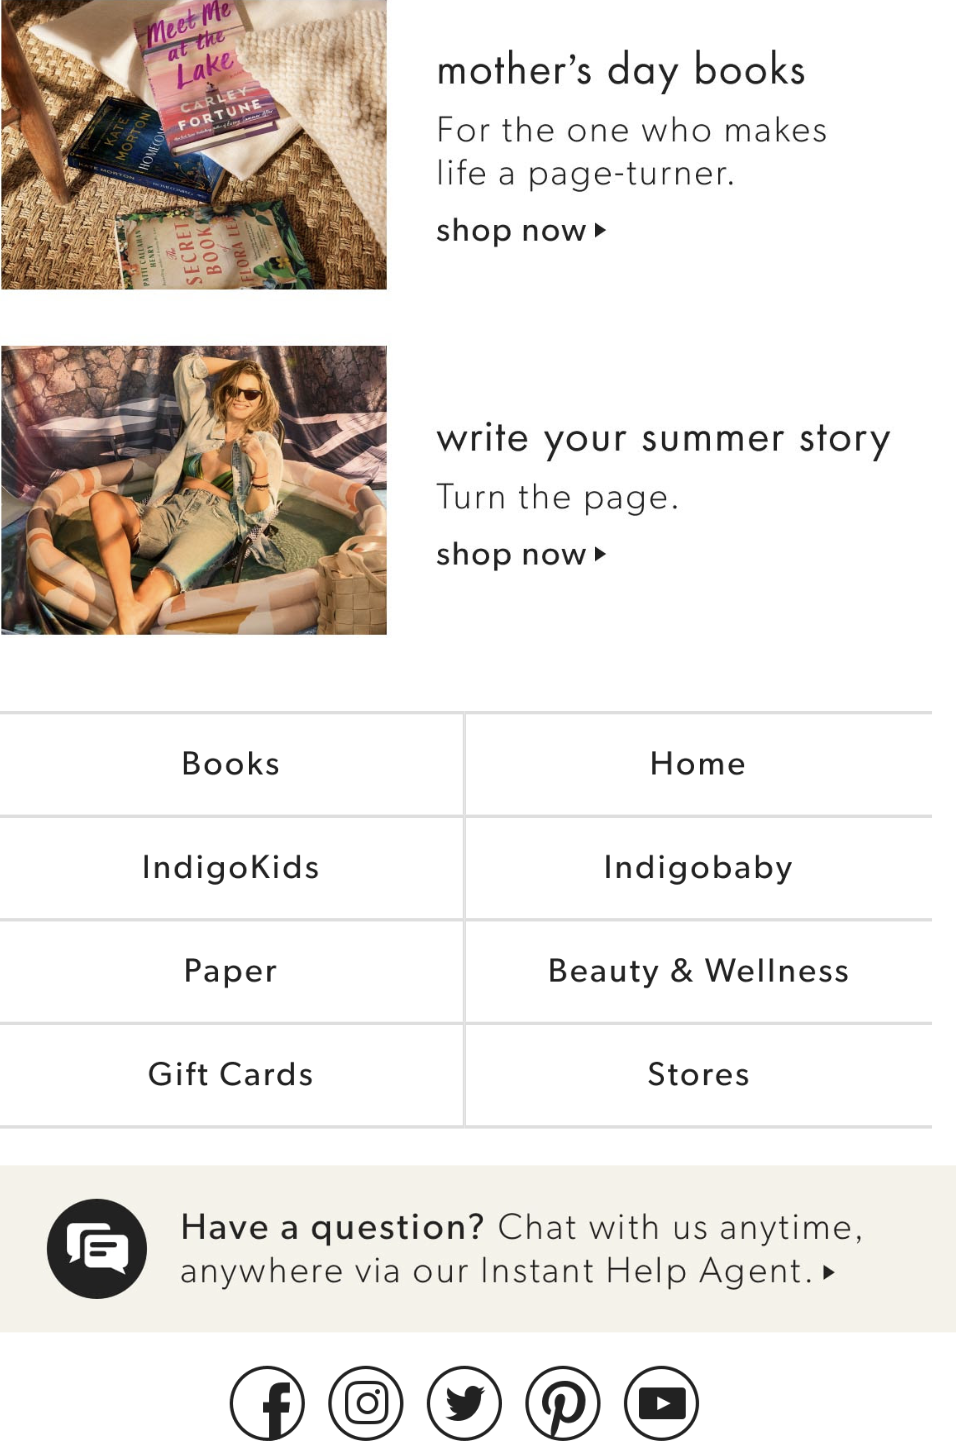 Meet Me
at the
Lake
CARLEY
FORTUNE
KATE
MORTON
HOMECOM
PATTI CALLAHAN
HENRY
The
SECRET
BOOK
FLORA LE
mother’s day books
For the one who makes
life a page-turner.
shop now
write your summer story
Turn the page.
shop now
Books
Home
IndigoKids
Indigobaby
Paper
Beauty & Wellness
Gift Cards
Stores
Have a question? Chat with us anytime,
anywhere via our Instant Help Agent.